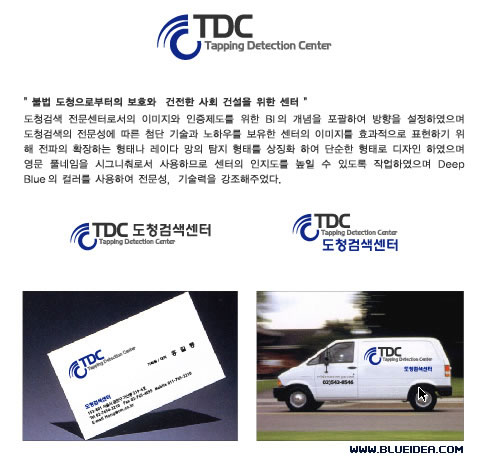 TDC
Tapping Detection Center
" 불법 도청으로부터의 보호와 건전한 사회 건설을 위한 센터 "
도청검색 전문센터로서의 이미지와 인증제도를 위한 BI의 개념을 포괄하여 방향을 설정하였으며
도청검색의 전문성에 따른 첨단 기술과 노하우를 보유한 센터의 이미지를 효과적으로 표현하기 위
해 전파의 확장하는 형태나 레이다 망의 탐지 형태를 상징화 하여 단순한 형태로 디자인 하였으며
영문 풀네임을 시그니춰로서 사용하므로 센터의 인지도를 높일 수 있도록 작업하였으며 Deep
Blue의 컬러를 사용하여 전문성, 기술력을 강조해주었다.
TDC 도청검색센터
Tapping Detection Center
TDC
Tapping Detection Center
도청검색센터
TDC
Tapping Detection Center
도청검색센터
TDC
Tapping Detection Center
도청검색센터
02)543-8546
WWW.BLUEIDEA.COM